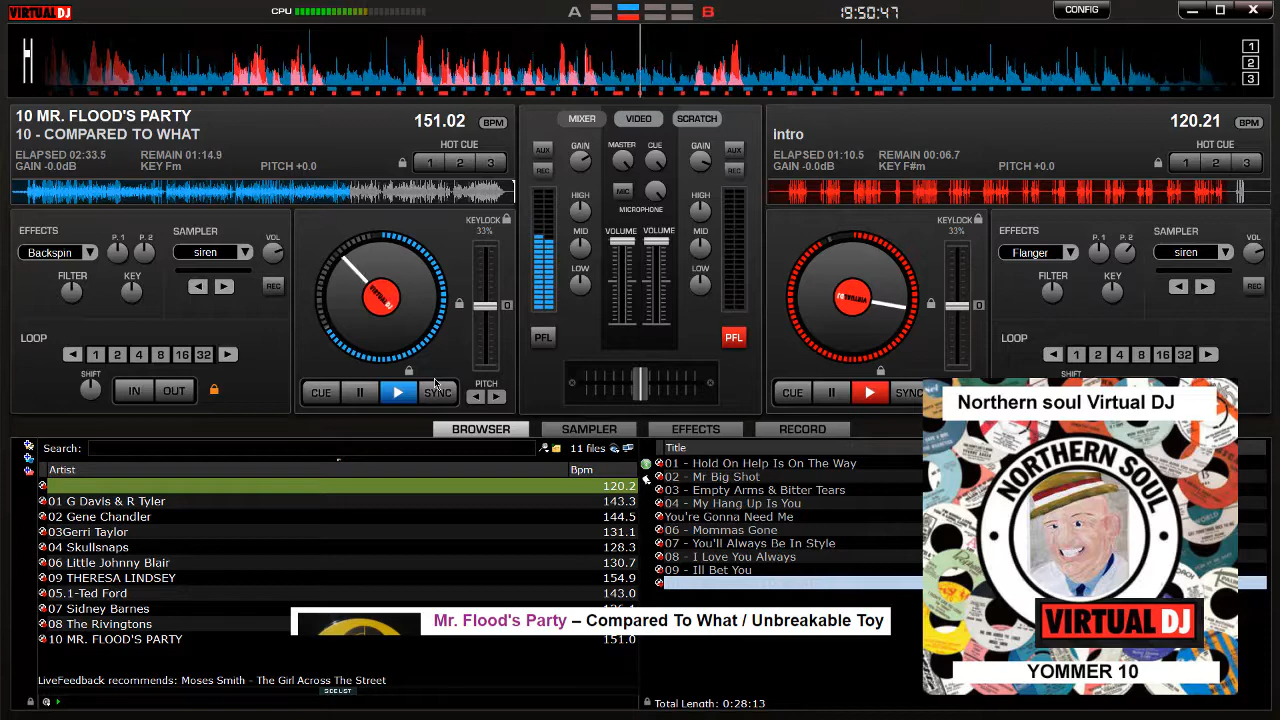 VIRTUAL DJ
CPU
A B
19:50:47
CONFIG
1
2
3
10 MR. FLOOD'S PARTY
151.02 BPM
10 - COMPARED TO WHAT
ELAPSED 02:33.5 REMAIN 01:14.9
GAIN -0.0dB KEY Fm PITCH +0.0
HOT CUE
1 2 3
MIXER VIDEO SCRATCH
intro
120.21 BPM
ELAPSED 01:10.5 REMAIN 00:06.7
GAIN -0.0dB KEY F#m PITCH +0.0
HOT CUE
1 2 3
EFFECTS P. 1 P. 2 SAMPLER VOL
Backspin siren
FILTER KEY REC
LOOP
1 2 4 8 16 32
SHIFT
IN OUT
KEYLOCK
33%
0
VIRTUAL DJ
CUE SYNC
PITCH
AUX GAIN MASTER CUE GAIN AUX
REC REC
HIGH MIC HIGH
MICROPHONE
MID VOLUME VOLUME MID
LOW LOW
PFL PFL
KEYLOCK
33%
0
CUE SYNC
EFFECTS P. 1 P. 2 SAMPLER VOL
Flanger siren
FILTER KEY REC
LOOP
1 2 4 8 16 32
BROWSER SAMPLER EFFECTS RECORD
Search: 11 files
Artist Bpm
120.2
01 G Davis & R Tyler 143.3
02 Gene Chandler 144.5
03Gerri Taylor 131.1
04 Skullsnaps 128.3
06 Little Johnny Blair 130.7
09 THERESA LINDSEY 154.9
05.1-Ted Ford 143.0
07 Sidney Barnes
08 The Rivingtons
10 MR. FLOOD'S PARTY 151.0
Mr. Flood's Party – Compared To What / Unbreakable Toy
LiveFeedback recommends: Moses Smith - The Girl Across The Street
Title
01 - Hold On Help Is On The Way
02 - Mr Big Shot
03 - Empty Arms & Bitter Tears
04 - My Hang Up Is You
You're Gonna Need Me
06 - Mommas Gone
07 - You'll Always Be In Style
08 - I Love You Always
09 - Ill Bet You
Total Length: 0:28:13
Northern soul Virtual DJ
NORTHERN SOUL
VIRTUAL DJ
YOMMER 10